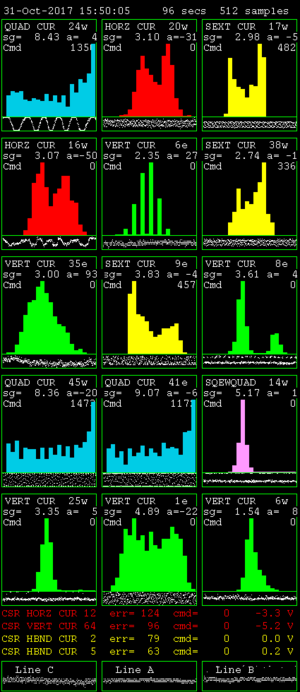 31-Oct-2017 15:50:05 96 secs 512 samples
QUAD CUR 24w HORZ CUR 20w SEXT CUR 17w
sg= 8.43 a= 4 sg= 3.10 a=-31 sg= 2.98 a= -5
Cmd 1356 Cmd 0 Cmd 482
HORZ CUR 16w VERT CUR 6e SEXT CUR 38w
sg= 3.07 a=-50 sg= 2.35 a= 27 sg= 2.74 a= -1
Cmd 0 Cmd 0 Cmd 336
VERT CUR 35e SEXT CUR 9e VERT CUR 8e
sg= 3.00 a= 93 sg= 3.83 a= -4 sg= 3.61 a= 4
Cmd 0 Cmd 457 Cmd 0
QUAD CUR 45w QUAD CUR 41e SQEWQUAD 14w
sg= 8.36 a=-20 sg= 9.07 a= -6 sg= 5.17 a= 1
Cmd 1473 Cmd 1173 Cmd 0
VERT CUR 25w VERT CUR 1e VERT CUR 6w
sg= 3.35 a= 5 sg= 4.89 a=-22 sg= 1.54 a= 8
Cmd 0 Cmd 0 Cmd 0
CSR HORZ CUR 12 err= 124 cmd= 0 -3.3 V
CSR VERT CUR 64 err= 96 cmd= 0 -5.2 V
CSR HBND CUR 2 err= 79 cmd= 0 0.0 V
CSR HBND CUR 5 err= 63 cmd= 0 0.2 V
Line C Line A Line B